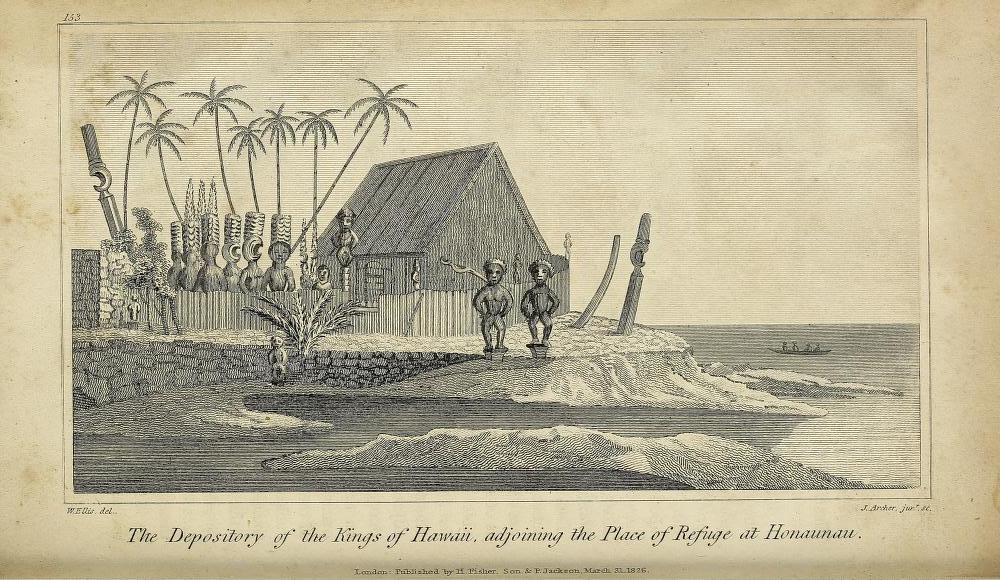 153
W. Ellis. del.
J. Archer, junr. sc.
The Depository of the Kings of Hawaii, adjoining the Place of Refuge at Honaunau.
London: Published by H. Fisher, Son & P. Jackson, March 31, 1826.